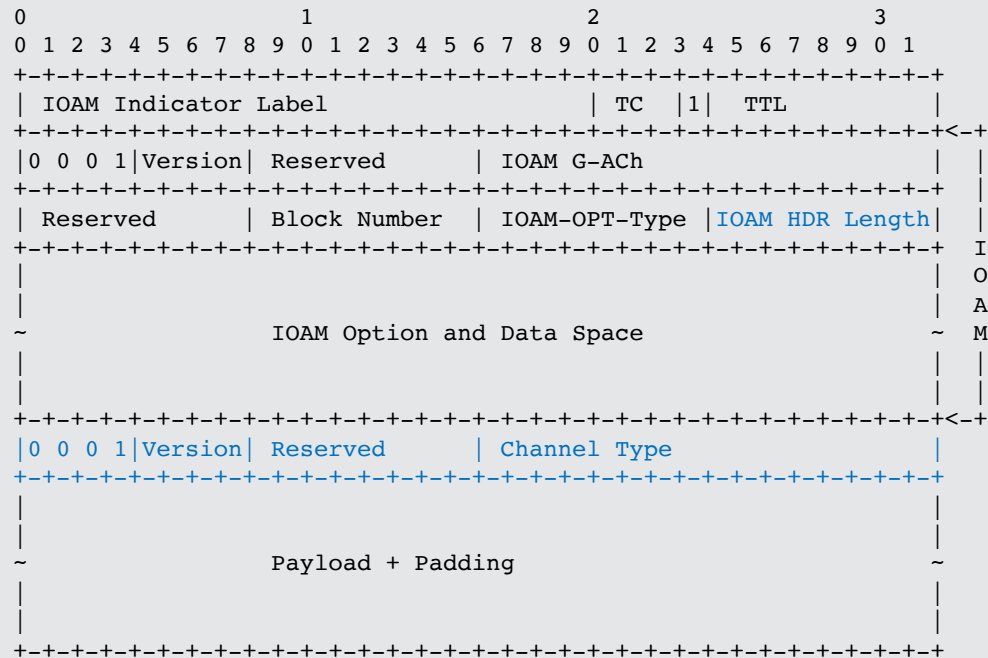 0                   1                   2                   3
0 1 2 3 4 5 6 7 8 9 0 1 2 3 4 5 6 7 8 9 0 1 2 3 4 5 6 7 8 9 0 1
+-+-+-+-+-+-+-+-+-+-+-+-+-+-+-+-+-+-+-+-+-+-+-+-+-+-+-+-+-+-+-+-+
| IOAM Indicator Label                  | TC  |1|  TTL          |
+-+-+-+-+-+-+-+-+-+-+-+-+-+-+-+-+-+-+-+-+-+-+-+-+-+-+-+-+-+-+-+-+<-+
|0 0 0 1|Version| Reserved      | IOAM G-ACh                    |  |
+-+-+-+-+-+-+-+-+-+-+-+-+-+-+-+-+-+-+-+-+-+-+-+-+-+-+-+-+-+-+-+-+  |
| Reserved      | Block Number  | IOAM-OPT-Type |IOAM HDR Length|  |
+-+-+-+-+-+-+-+-+-+-+-+-+-+-+-+-+-+-+-+-+-+-+-+-+-+-+-+-+-+-+-+-+  I
|                                                               |  O
|                                                               |  A
~                 IOAM Option and Data Space                    ~  M
|                                                               |  |
|                                                               |  |
+-+-+-+-+-+-+-+-+-+-+-+-+-+-+-+-+-+-+-+-+-+-+-+-+-+-+-+-+-+-+-+-+<-+
|0 0 0 1|Version| Reserved      | Channel Type                  |
+-+-+-+-+-+-+-+-+-+-+-+-+-+-+-+-+-+-+-+-+-+-+-+-+-+-+-+-+-+-+-+-+
|                                                               |
|                                                               |
~                 Payload + Padding                             ~
|                                                               |
|                                                               |
+-+-+-+-+-+-+-+-+-+-+-+-+-+-+-+-+-+-+-+-+-+-+-+-+-+-+-+-+-+-+-+-+